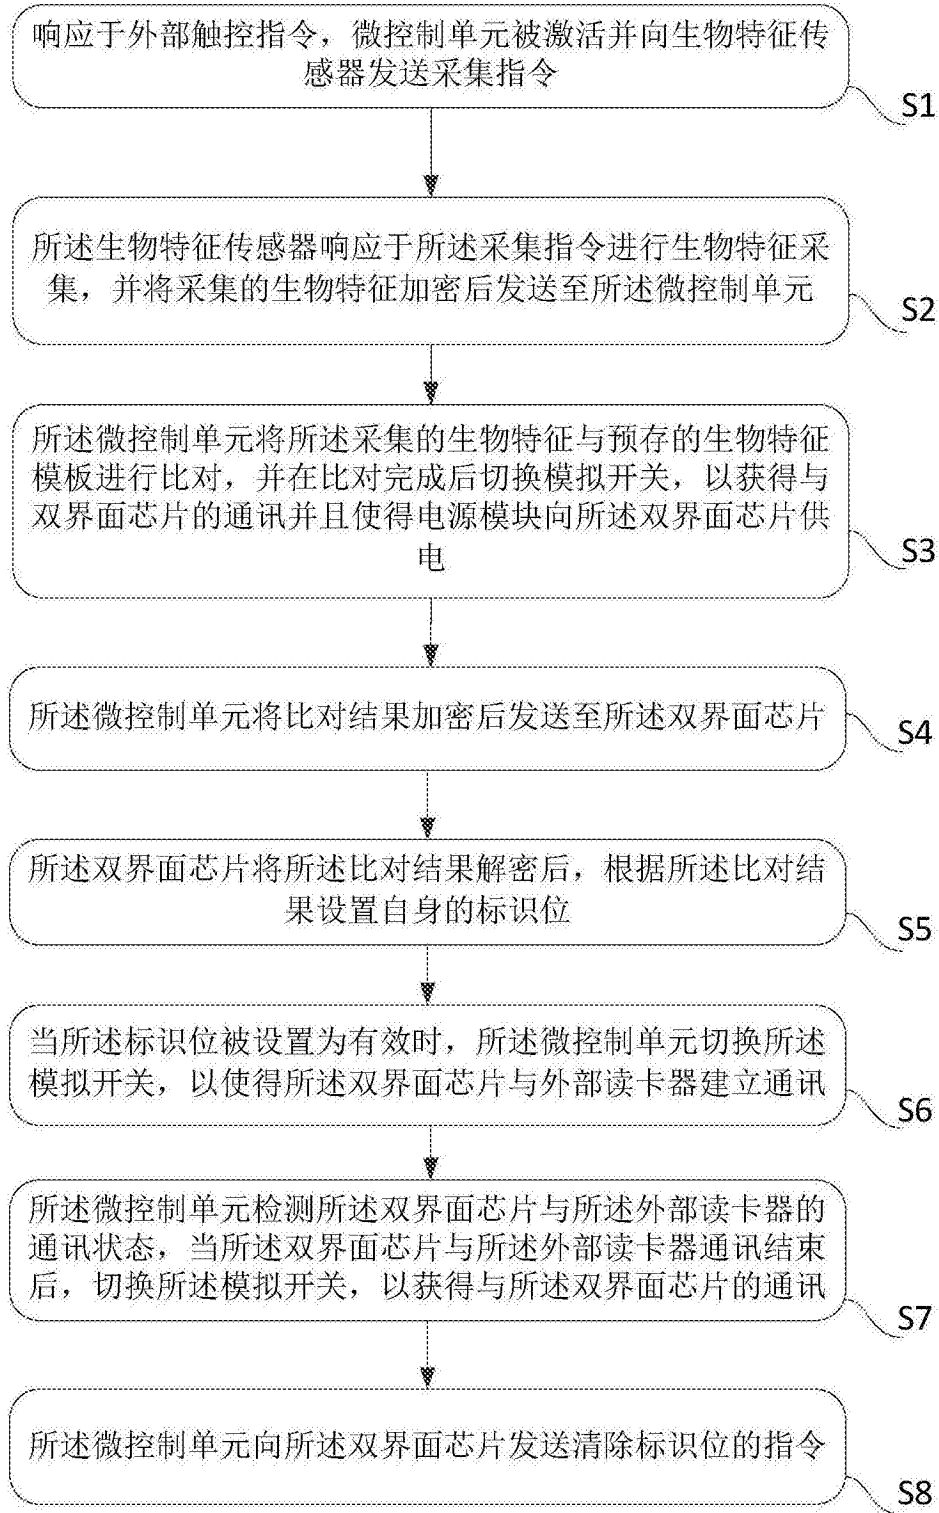 响应于外部触控指令，微控制单元被激活并向生物特征传
感器发送采集指令
S1
所述生物特征传感器响应于所述采集指令进行生物特征采
集，并将采集的生物特征加密后发送至所述微控制单元
S2
所述微控制单元将所述采集的生物特征与预存的生物特征
模板进行比对，并在比对完成后切换模拟开关，以获得与
双界面芯片的通讯并且使得电源模块向所述双界面芯片供
电
S3
所述微控制单元将比对结果加密后发送至所述双界面芯片
S4
所述双界面芯片将所述比对结果解密后，根据所述比对结
果设置自身的标识位
S5
当所述标识位被设置为有效时，所述微控制单元切换所述
模拟开关，以使得所述双界面芯片与外部读卡器建立通讯
S6
所述微控制单元检测所述双界面芯片与所述外部读卡器的
通讯状态，当所述双界面芯片与所述外部读卡器通讯结束
后，切换所述模拟开关，以获得与所述双界面芯片的通讯
S7
所述微控制单元向所述双界面芯片发送清除标识位的指令
S8